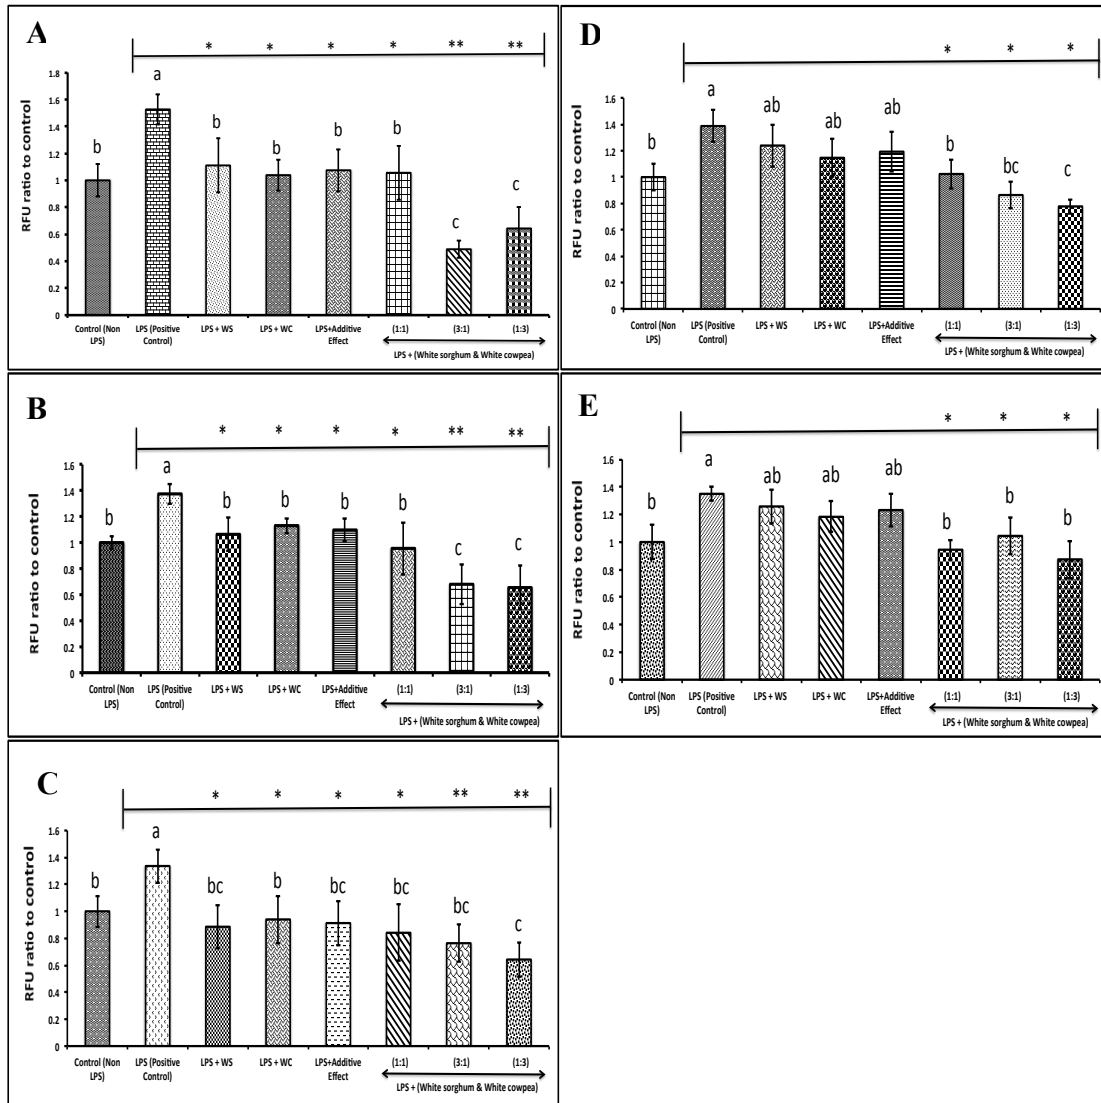 A
* * * * ** **
RFU ratio to control
1.8
1.6
1.4
1.2
1
0.8
0.6
0.4
0.2
0
b a b b b b c c
Control (Non LPS)
LPS (Positive Control)
LPS + WS
LPS + WC
LPS+Additive Effect
(1:1) (3:1) (1:3)
LPS + (White sorghum & White cowpea)
B
* * * * ** **
RFU ratio to control
1.6
1.4
1.2
1
0.8
0.6
0.4
0.2
0
b a b b b b c c
Control (Non LPS)
LPS (Positive Control)
LPS + WS
LPS + WC
LPS+Additive Effect
(1:1) (3:1) (1:3)
LPS + (White sorghum & White cowpea)
C
* * * * ** **
RFU ratio to control
1.6
1.4
1.2
1
0.8
0.6
0.4
0.2
0
b a bc b bc bc bc c
Control (Non LPS)
LPS (Positive Control)
LPS + WS
LPS + WC
LPS+Additive Effect
(1:1) (3:1) (1:3)
LPS + (White sorghum & White cowpea)
D
* * *
RFU ratio to control
1.6
1.4
1.2
1
0.8
0.6
0.4
0.2
0
b a ab ab ab b bc c
Control (Non LPS)
LPS (Positive Control)
LPS + WS
LPS + WC
LPS+Additive Effect
(1:1) (3:1) (1:3)
LPS + (White sorghum & White cowpea)
E
* * *
RFU ratio to control
1.6
1.4
1.2
1
0.8
0.6
0.4
0.2
0
b a ab ab ab b b b
Control (Non LPS)
LPS (Positive Control)
LPS + WS
LPS + WC
LPS+Additive Effect
(1:1) (3:1) (1:3)
LPS + (White sorghum & White cowpea)